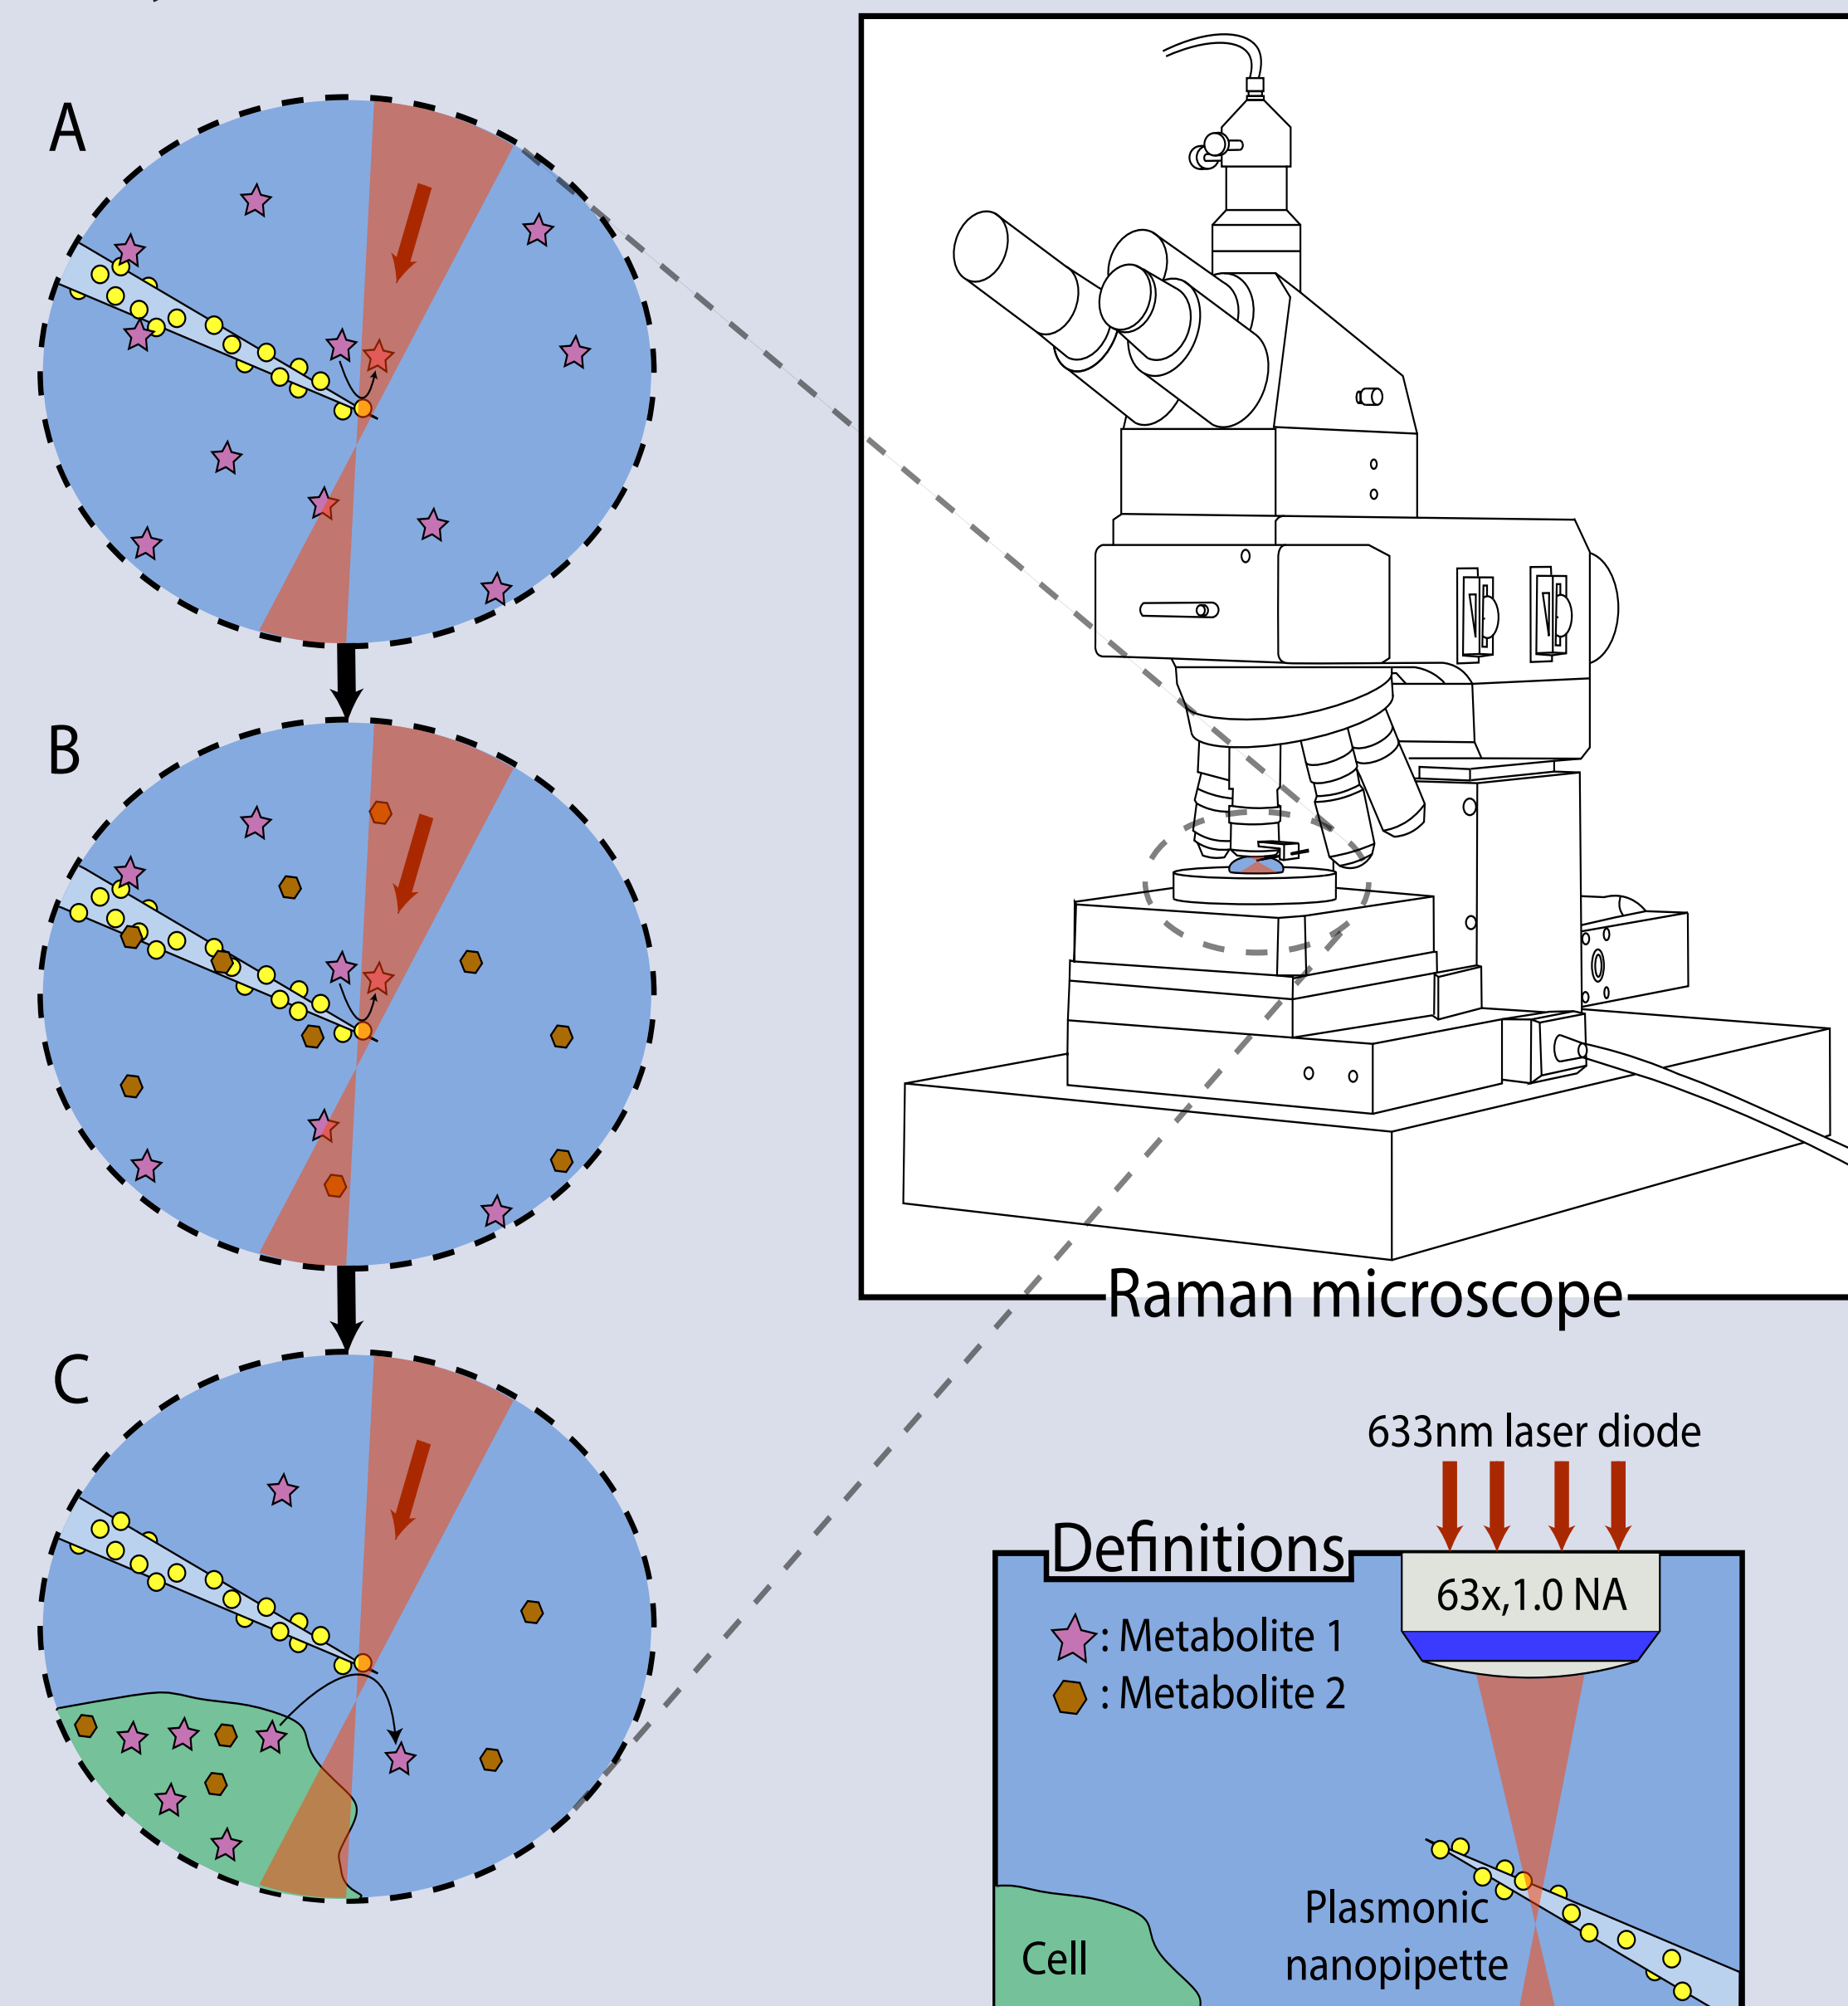 A
B
C
Raman microscope
633nm laser diode
Definitions
63x,1.0 NA
: Metabolite 1
: Metabolite 2
Plasmonic
nanopipette
Cell